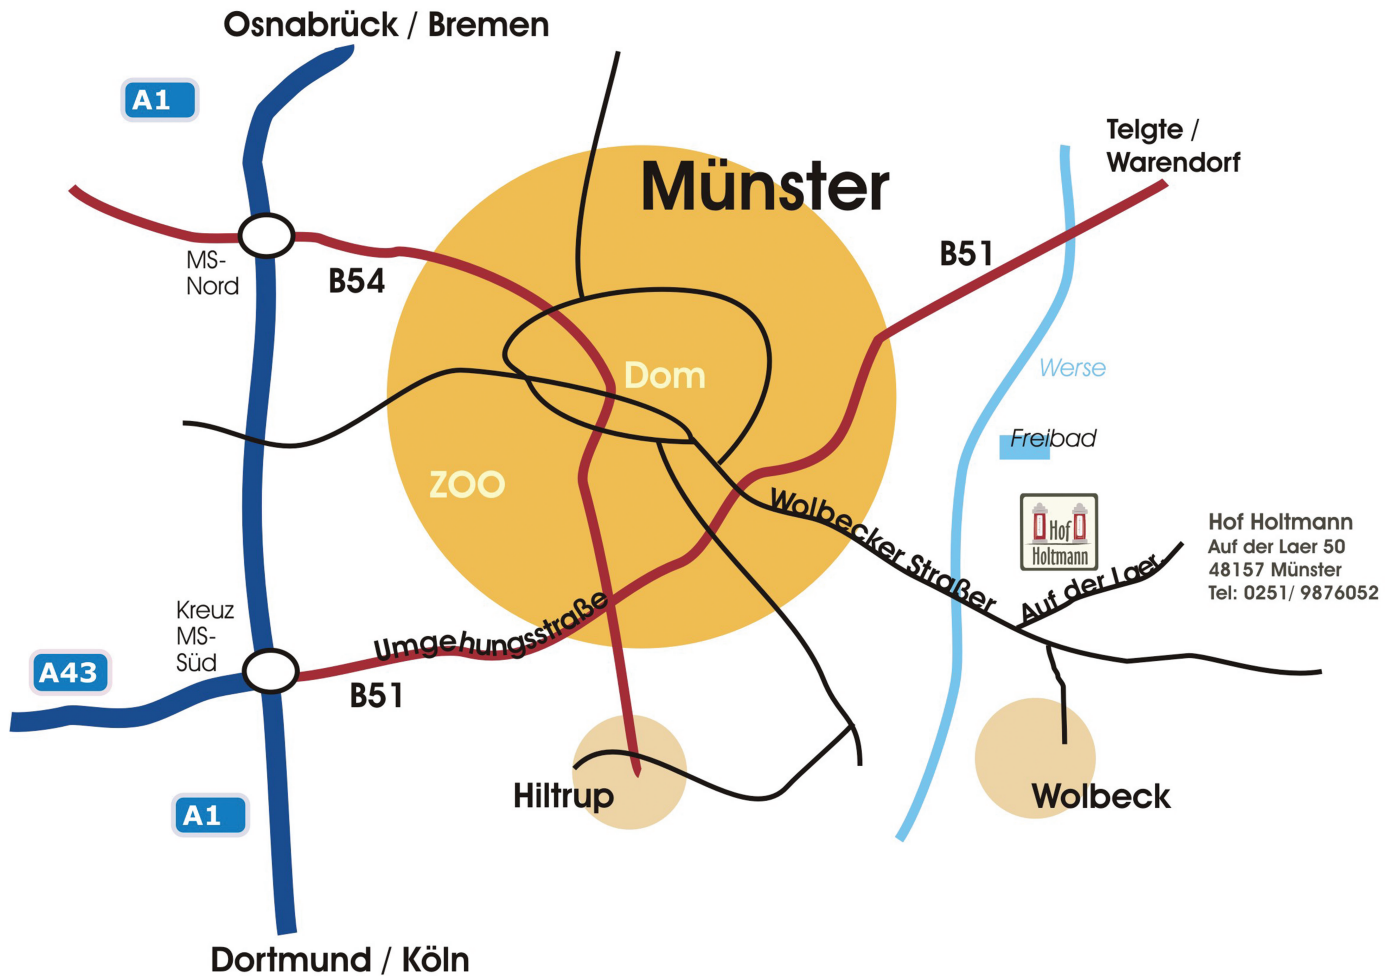 Osnabrück / Bremen
A1
Telgte /
Warendorf
Münster
B51
MS-
Nord
B54
Dom
Werse
Freibad
ZOO
Wolbecker Straßer
Hof
Holtmann
Hof Holtmann
Auf der Laer 50
48157 Münster
Tel: 0251/ 9876052
Auf der Laer
Kreuz
MS-
Süd
Umgehungsstraße
A43
B51
Hiltrup
Wolbeck
A1
Dortmund / Köln